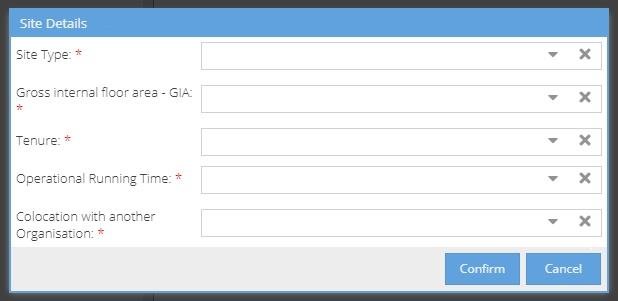 Site Details
Site Type: *
Gross internal floor area - GIA:
*
Tenure: *
Operational Running Time: *
Colocation with another
Organisation: *
Confirm Cancel